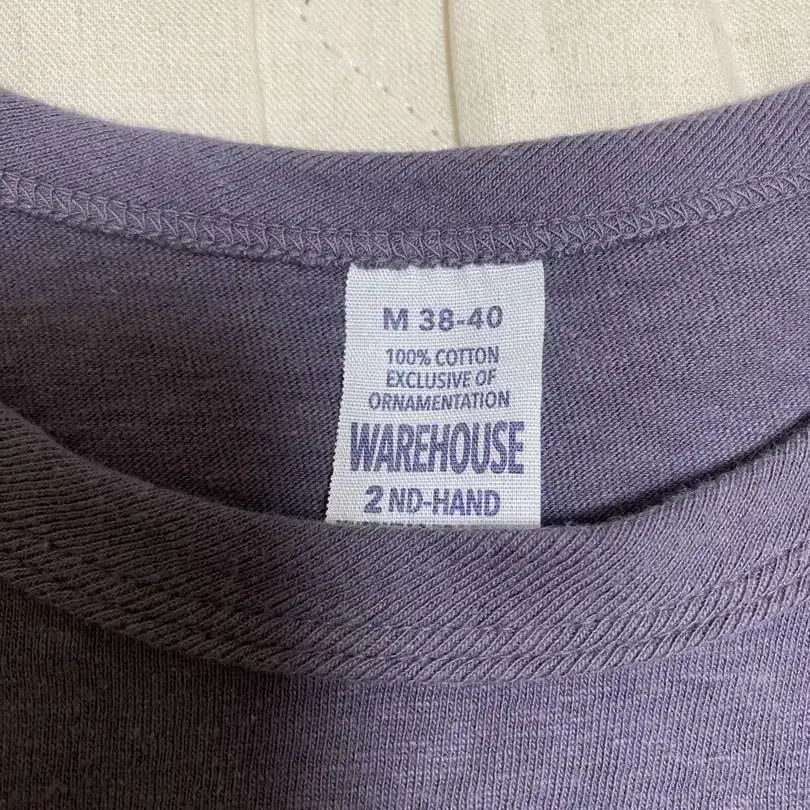 M 38-40
100% COTTON
EXCLUSIVE OF
ORNAMENTATION
WAREHOUSE
2 ND-HAND